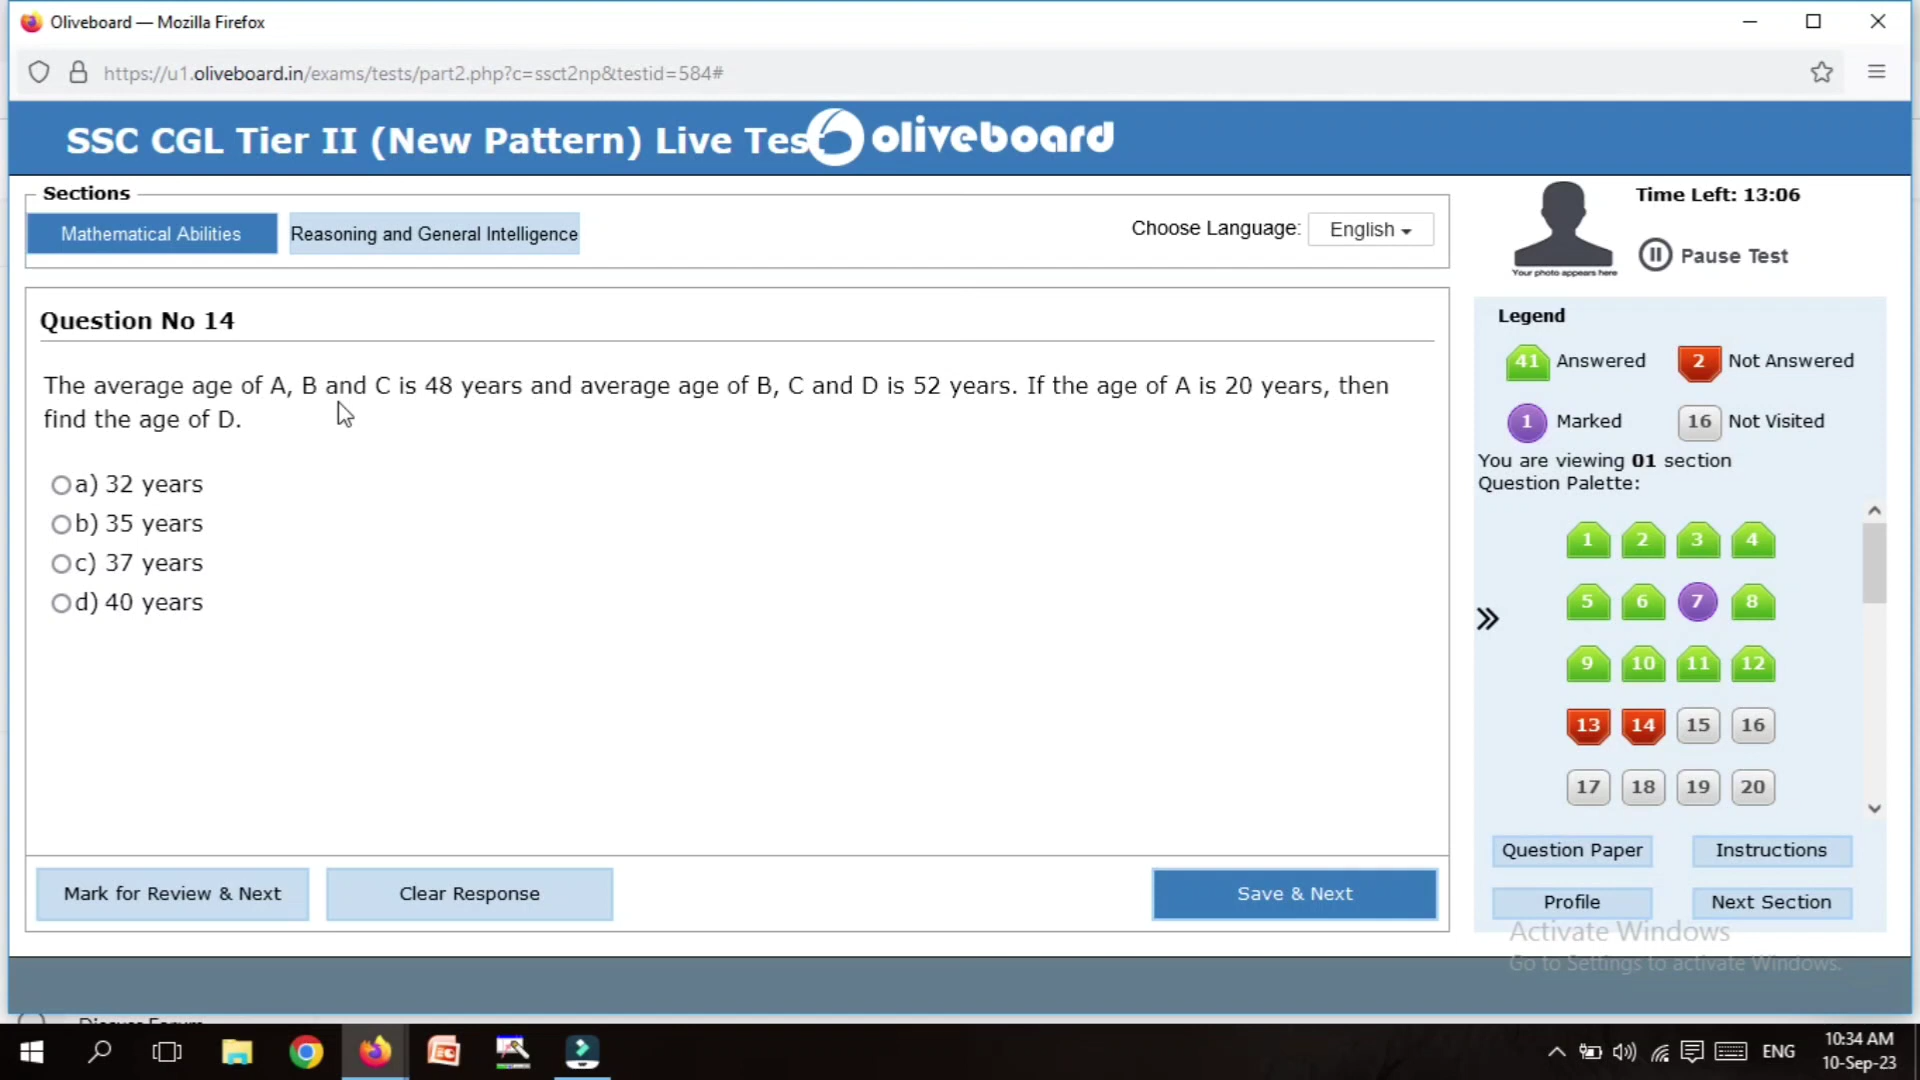 Oliveboard — Mozilla Firefox
https://u1.oliveboard.in/exams/tests/part2.php?c=ssct2np&testid=584#
SSC CGL Tier II (New Pattern) Live Tes
oliveboard
Sections
Mathematical Abilities
Reasoning and General Intelligence
Choose Language:
English
Your photo appears here
Time Left: 13:06
Pause Test
Question No 14
The average age of A, B and C is 48 years and average age of B, C and D is 52 years. If the age of A is 20 years, then
find the age of D.
a) 32 years
b) 35 years
c) 37 years
d) 40 years
Mark for Review & Next
Clear Response
Save & Next
Legend
41 Answered
2 Not Answered
1 Marked
16 Not Visited
You are viewing 01 section
Question Palette:
1 2 3 4
5 6 7 8
9 10 11 12
13 14 15 16
17 18 19 20
Question Paper
Instructions
Profile
Next Section
Activate Windows
Go to Settings to activate Windows.
ENG
10:34 AM
10-Sep-23